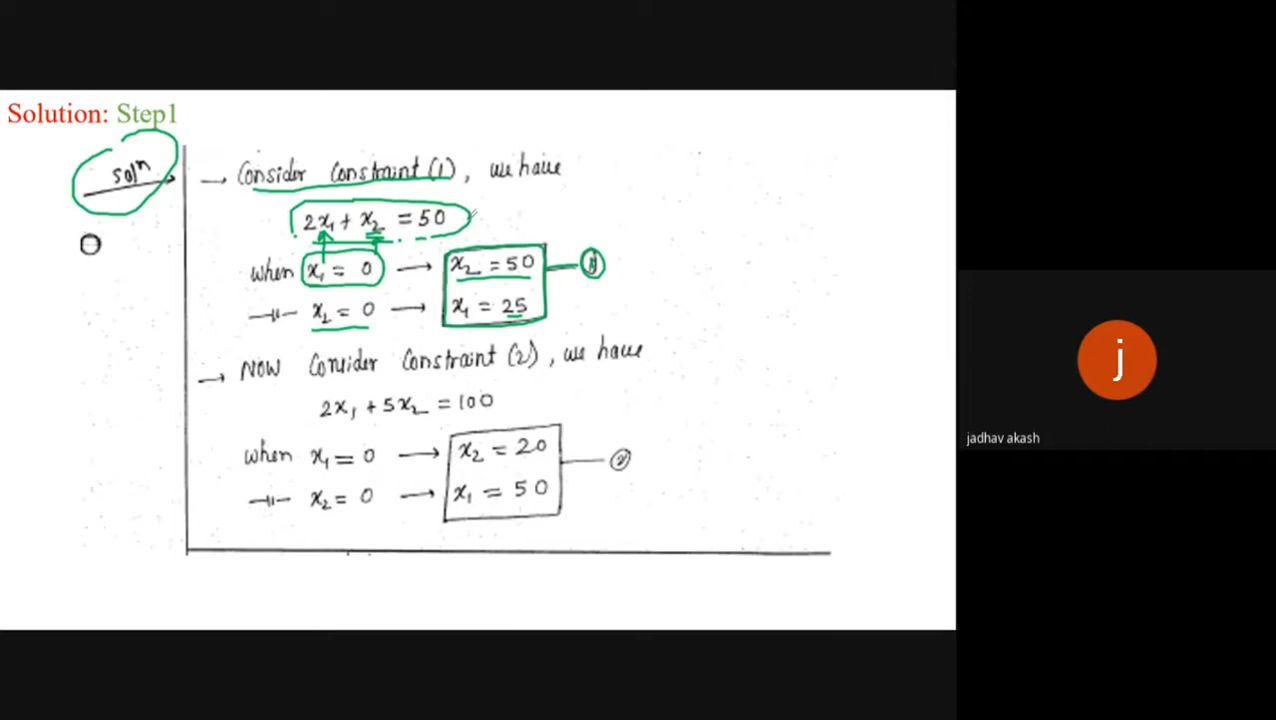 Solution: Step1
Soln
→ Consider Constraint (1), we have
2x₁ + x₂ = 50
when x₁ = 0 → x₂ = 50 — ①
—11— x₂ = 0 → x₁ = 25
→ NOW Consider Constraint (2), we have
2x₁ + 5x₂ = 100
when x₁ = 0 → x₂ = 20 — ②
—11— x₂ = 0 → x₁ = 50
j
jadhav akash